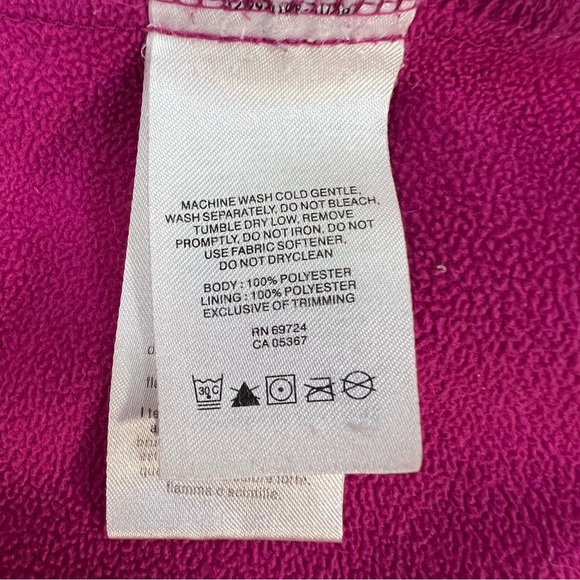 MACHINE WASH COLD GENTLE,
WASH SEPARATELY, DO NOT BLEACH,
TUMBLE DRY LOW, REMOVE
PROMPTLY, DO NOT IRON, DO NOT
USE FABRIC SOFTENER,
DO NOT DRYCLEAN
BODY : 100% POLYESTER
LINING : 100% POLYESTER
EXCLUSIVE OF TRIMMING
RN 69724
CA 05367
30 C
fiamma o scintille.